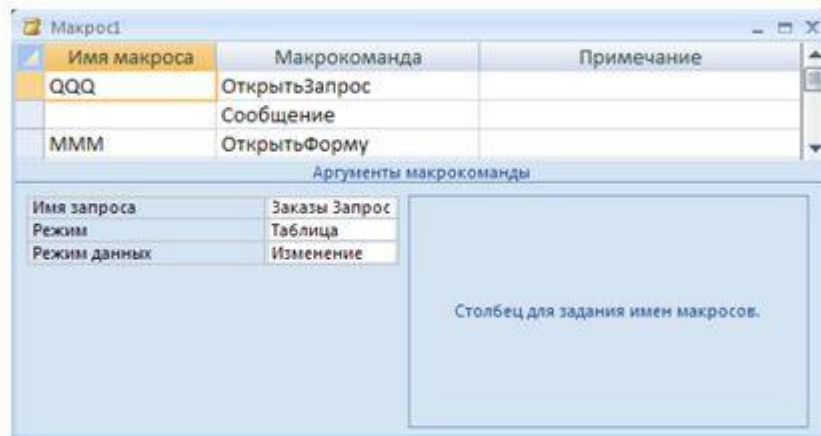 Макрос1
Имя макроса Макрокоманда Примечание
QQQ ОткрытьЗапрос
Сообщение
MMM ОткрытьФорму
Аргументы макрокоманды
Имя запроса Заказы Запрос
Режим Таблица
Режим данных Изменение
Столбец для задания имен макросов.